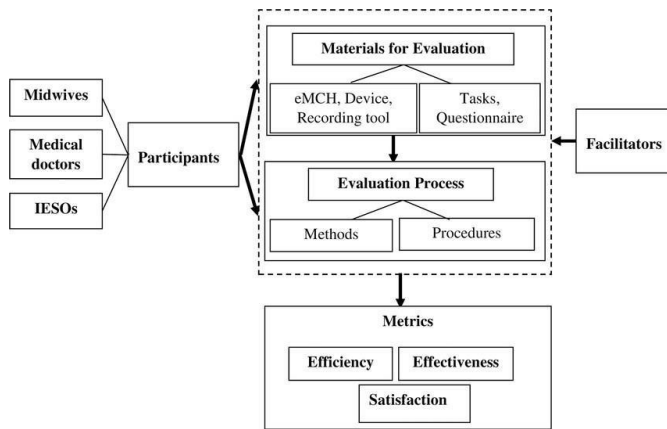 Materials for Evaluation
eMCH, Device,
Recording tool
Tasks,
Questionnaire
Midwives
Medical
doctors
IESOs
Participants
Facilitators
Evaluation Process
Methods
Procedures
Metrics
Efficiency
Effectiveness
Satisfaction